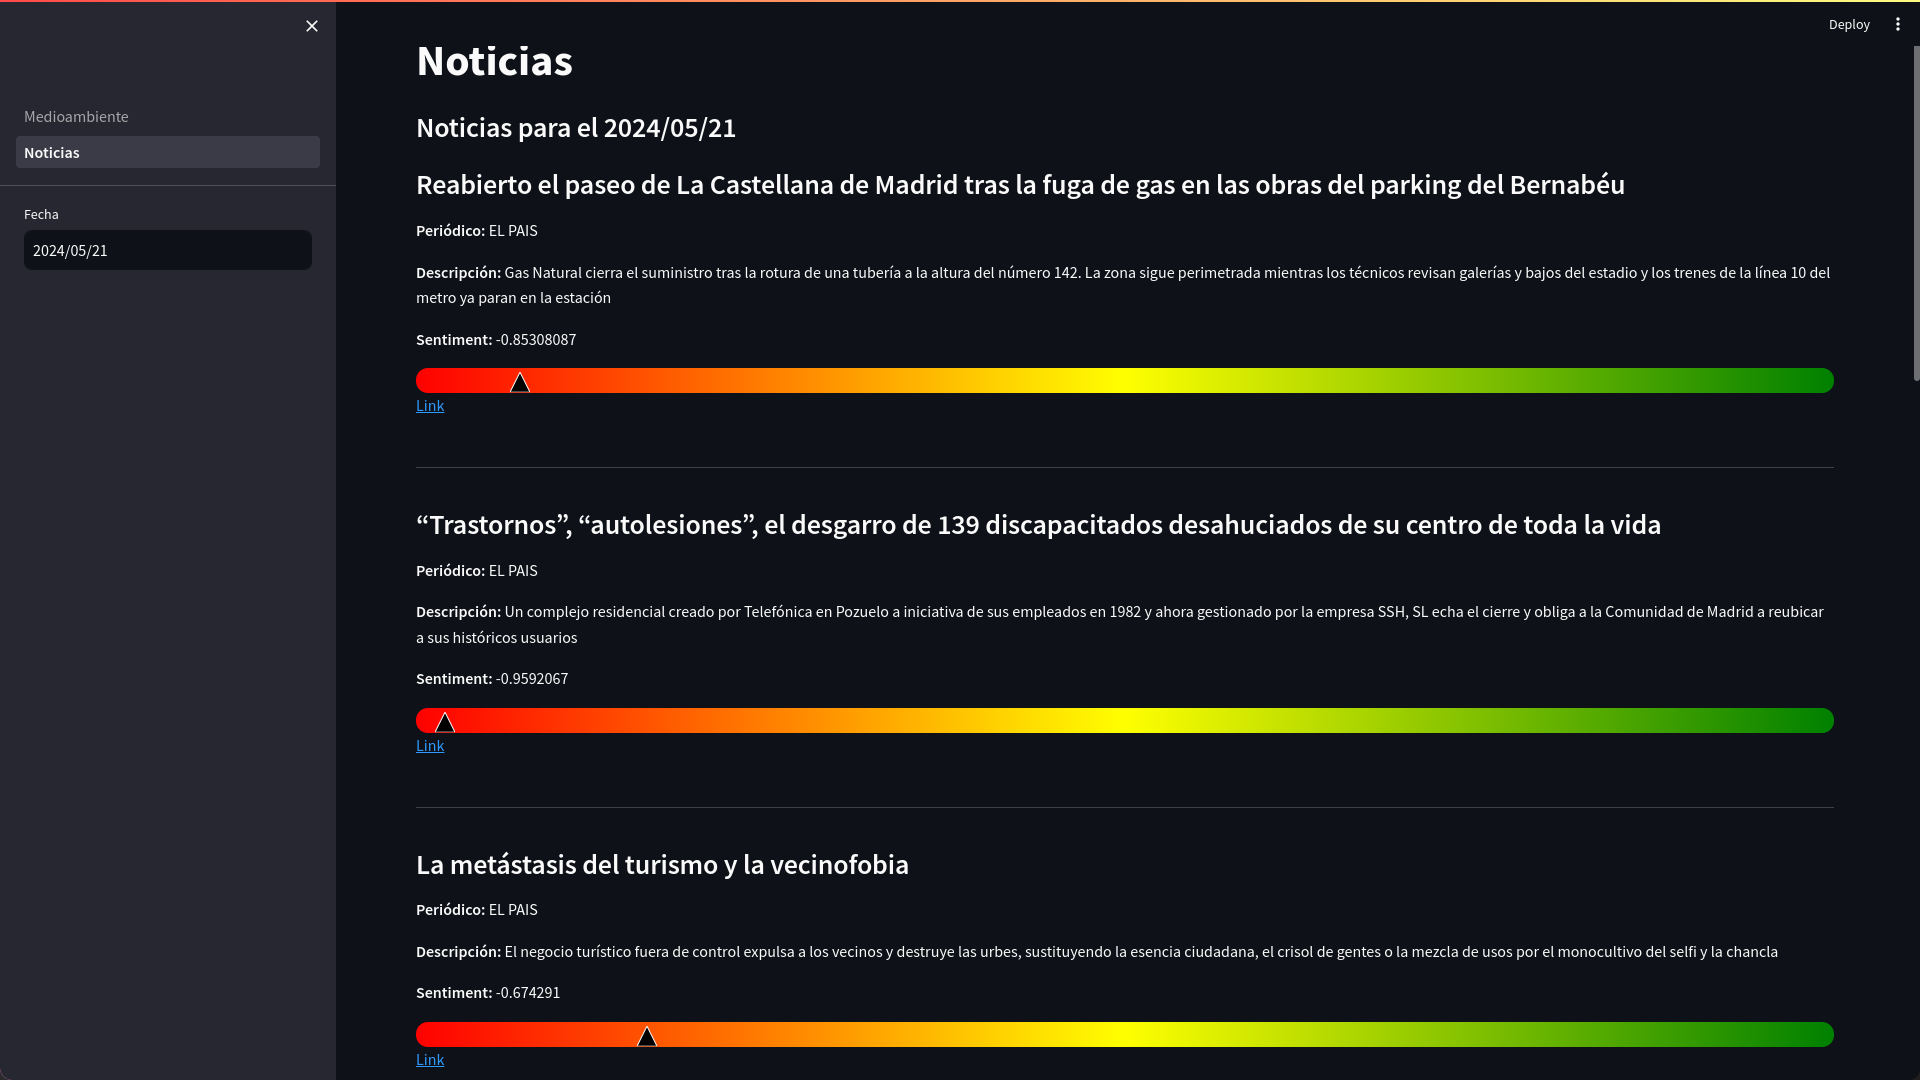 Medioambiente
Noticias
Fecha
2024/05/21
Deploy
Noticias
Noticias para el 2024/05/21
Reabierto el paseo de La Castellana de Madrid tras la fuga de gas en las obras del parking del Bernabéu
Periódico: EL PAIS
Descripción: Gas Natural cierra el suministro tras la rotura de una tubería a la altura del número 142. La zona sigue perimetrada mientras los técnicos revisan galerías y bajos del estadio y los trenes de la línea 10 del
metro ya paran en la estación
Sentiment: -0.85308087
Link
“Trastornos”, “autolesiones”, el desgarro de 139 discapacitados desahuciados de su centro de toda la vida
Periódico: EL PAIS
Descripción: Un complejo residencial creado por Telefónica en Pozuelo a iniciativa de sus empleados en 1982 y ahora gestionado por la empresa SSH, SL echa el cierre y obliga a la Comunidad de Madrid a reubicar
a sus históricos usuarios
Sentiment: -0.9592067
Link
La metástasis del turismo y la vecinofobia
Periódico: EL PAIS
Descripción: El negocio turístico fuera de control expulsa a los vecinos y destruye las urbes, sustituyendo la esencia ciudadana, el crisol de gentes o la mezcla de usos por el monocultivo del selfi y la chancla
Sentiment: -0.674291
Link